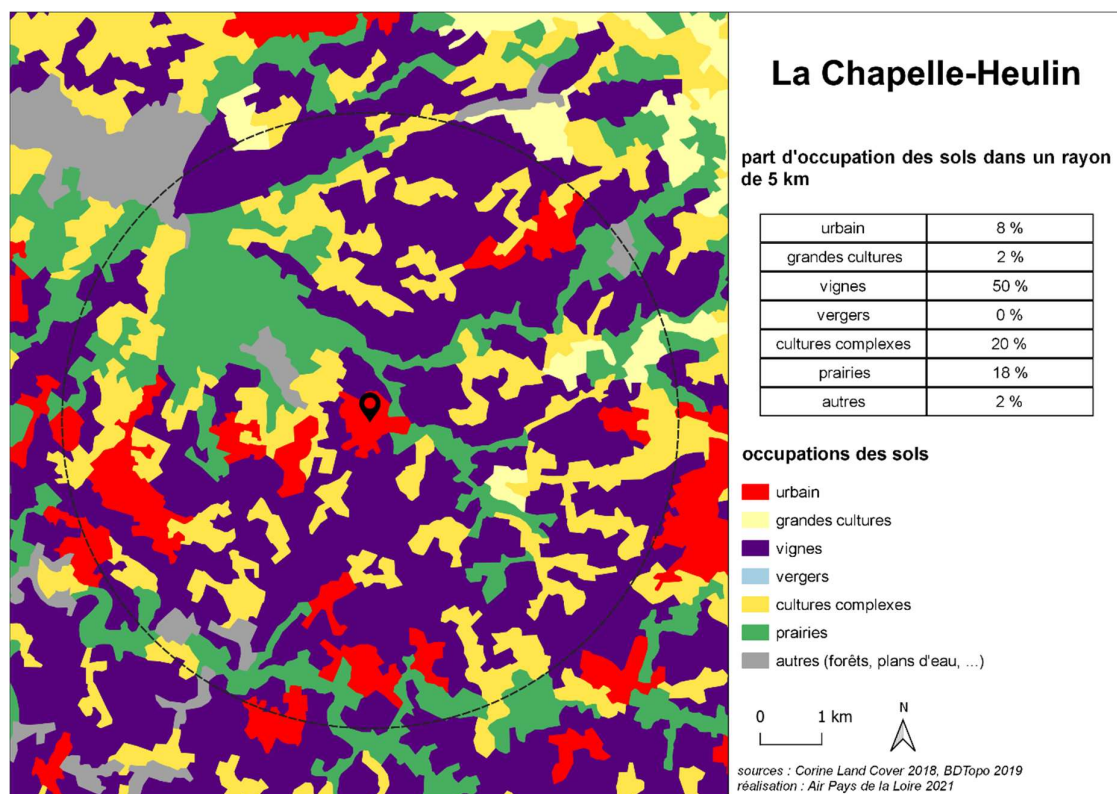 La Chapelle-Heulin
part d'occupation des sols dans un rayon
de 5 km
urbain 8 %
grandes cultures 2 %
vignes 50 %
vergers 0 %
cultures complexes 20 %
prairies 18 %
autres 2 %
occupations des sols
urbain
grandes cultures
vignes
vergers
cultures complexes
prairies
autres (forêts, plans d'eau, ...)
0 1 km
N
sources : Corine Land Cover 2018, BDTopo 2019
réalisation : Air Pays de la Loire 2021